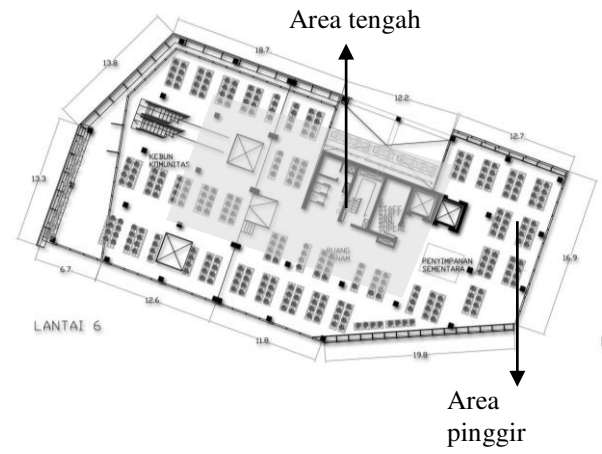 Area tengah
13.8
18.7
12.2
12.7
13.3
KEBUN
KOMUNITAS
STAFF
RUANG
PENYIMPANAN
SEMENTARA
16.9
6.7
12.6
11.8
19.8
LANTAI 6
Area
pinggir